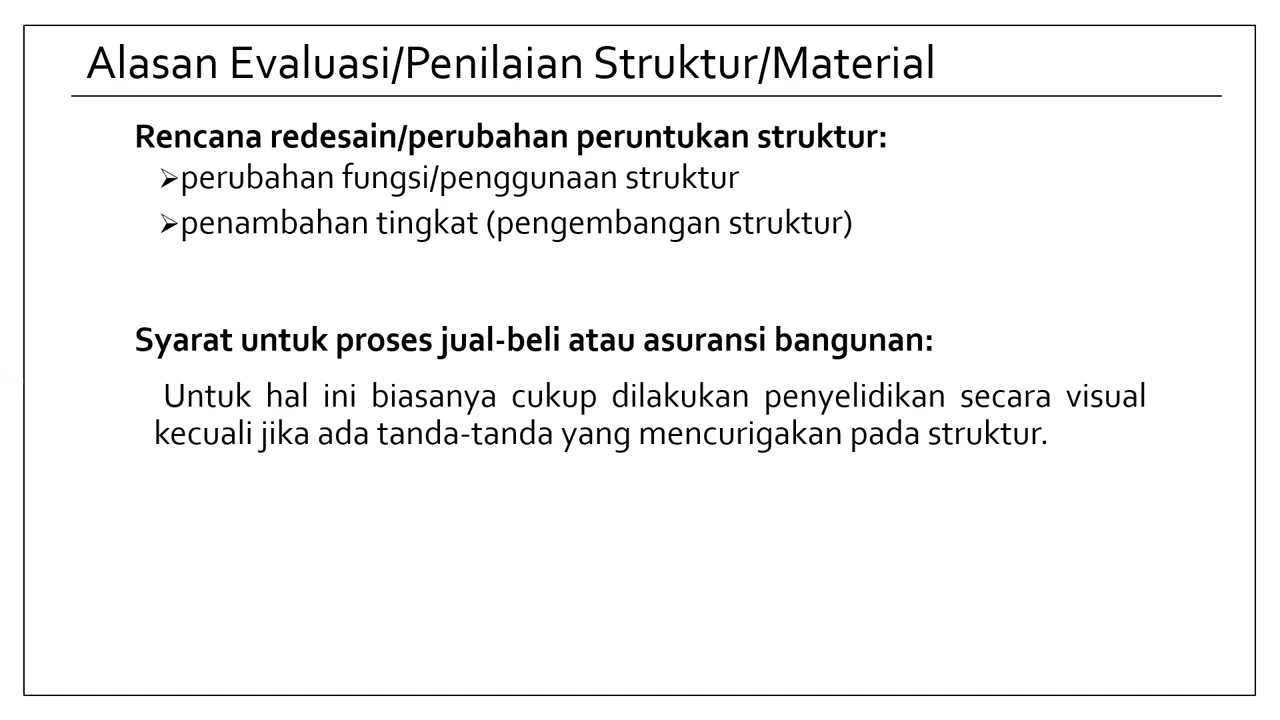 Alasan Evaluasi/Penilaian Struktur/Material
Rencana redesain/perubahan peruntukan struktur:
➢perubahan fungsi/penggunaan struktur
➢penambahan tingkat (pengembangan struktur)
Syarat untuk proses jual-beli atau asuransi bangunan:
Untuk hal ini biasanya cukup dilakukan penyelidikan secara visual
kecuali jika ada tanda-tanda yang mencurigakan pada struktur.